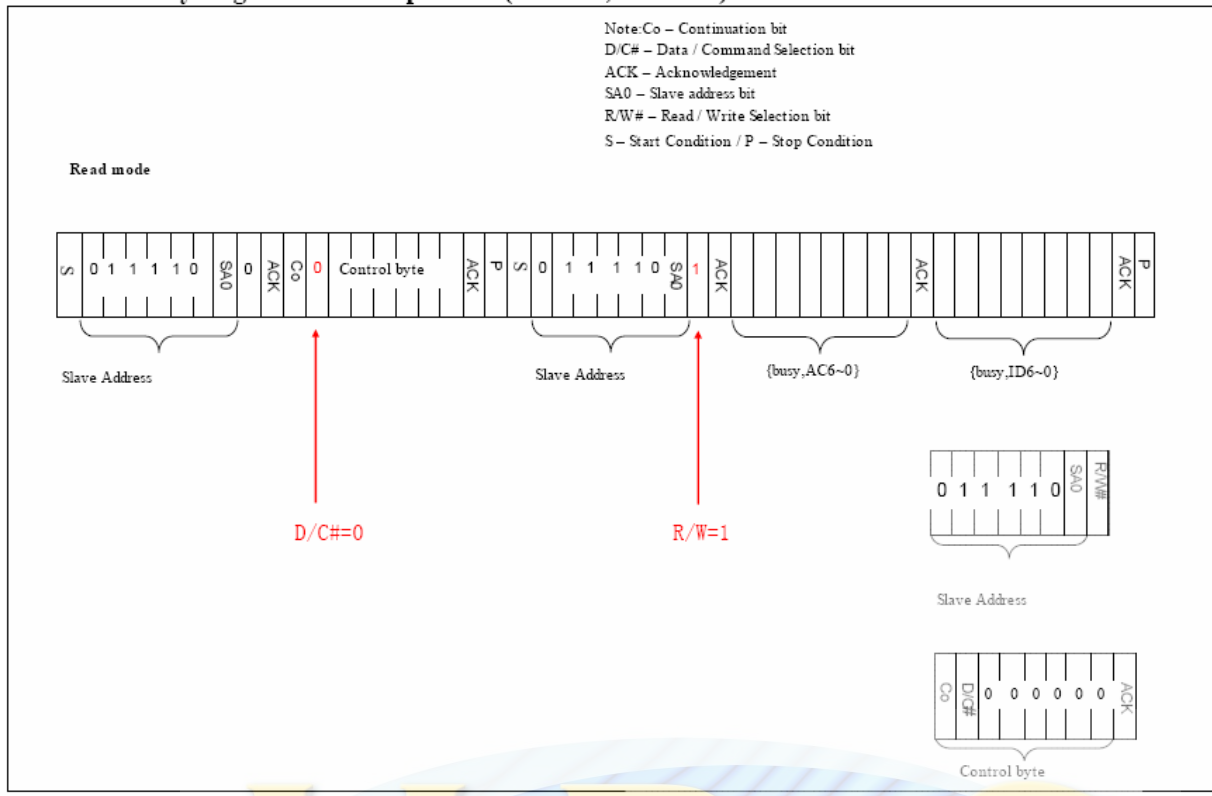 Note:Co – Continuation bit
D/C# – Data / Command Selection bit
ACK – Acknowledgement
SA0 – Slave address bit
R/W# – Read / Write Selection bit
S – Start Condition / P – Stop Condition
Read mode
S 0 1 1 1 1 0 SA0 0 ACK Co 0 Control byte ACK P S 0 1 1 1 1 0 SA0 1 ACK ACK ACK P
Slave Address Slave Address {busy,AC6~0} {busy,ID6~0}
D/C#=0 R/W=1
0 1 1 1 1 0 SA0 R/W#
Slave Address
Co D/C# 0 0 0 0 0 0 ACK
Control byte